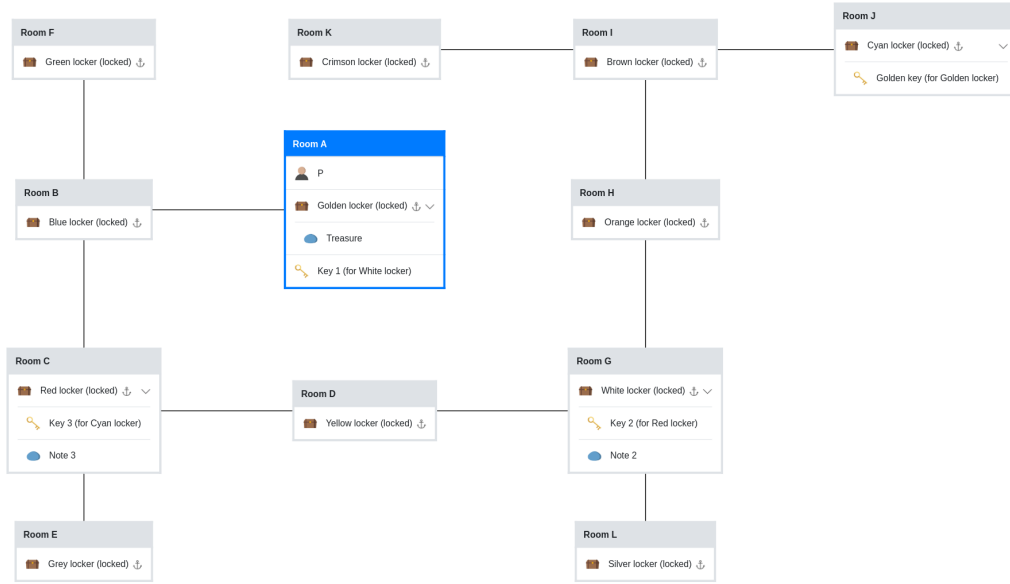 Room F
Green locker (locked)
Room K
Crimson locker (locked)
Room I
Brown locker (locked)
Room J
Cyan locker (locked)
Golden key (for Golden locker)
Room A
P
Golden locker (locked)
Treasure
Key 1 (for White locker)
Room B
Blue locker (locked)
Room H
Orange locker (locked)
Room C
Red locker (locked)
Key 3 (for Cyan locker)
Note 3
Room D
Yellow locker (locked)
Room G
White locker (locked)
Key 2 (for Red locker)
Note 2
Room E
Grey locker (locked)
Room L
Silver locker (locked)